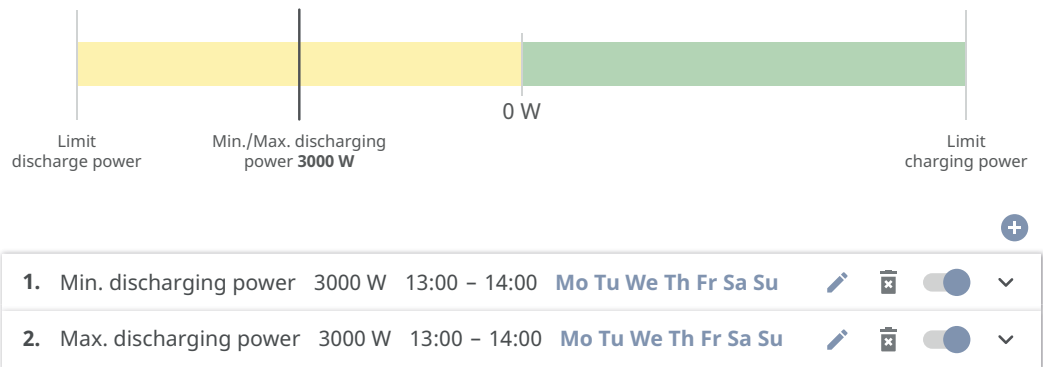 0 W
Limit
discharge power
Min./Max. discharging
power 3000 W
Limit
charging power
1. Min. discharging power 3000 W 13:00 – 14:00 Mo Tu We Th Fr Sa Su
2. Max. discharging power 3000 W 13:00 – 14:00 Mo Tu We Th Fr Sa Su